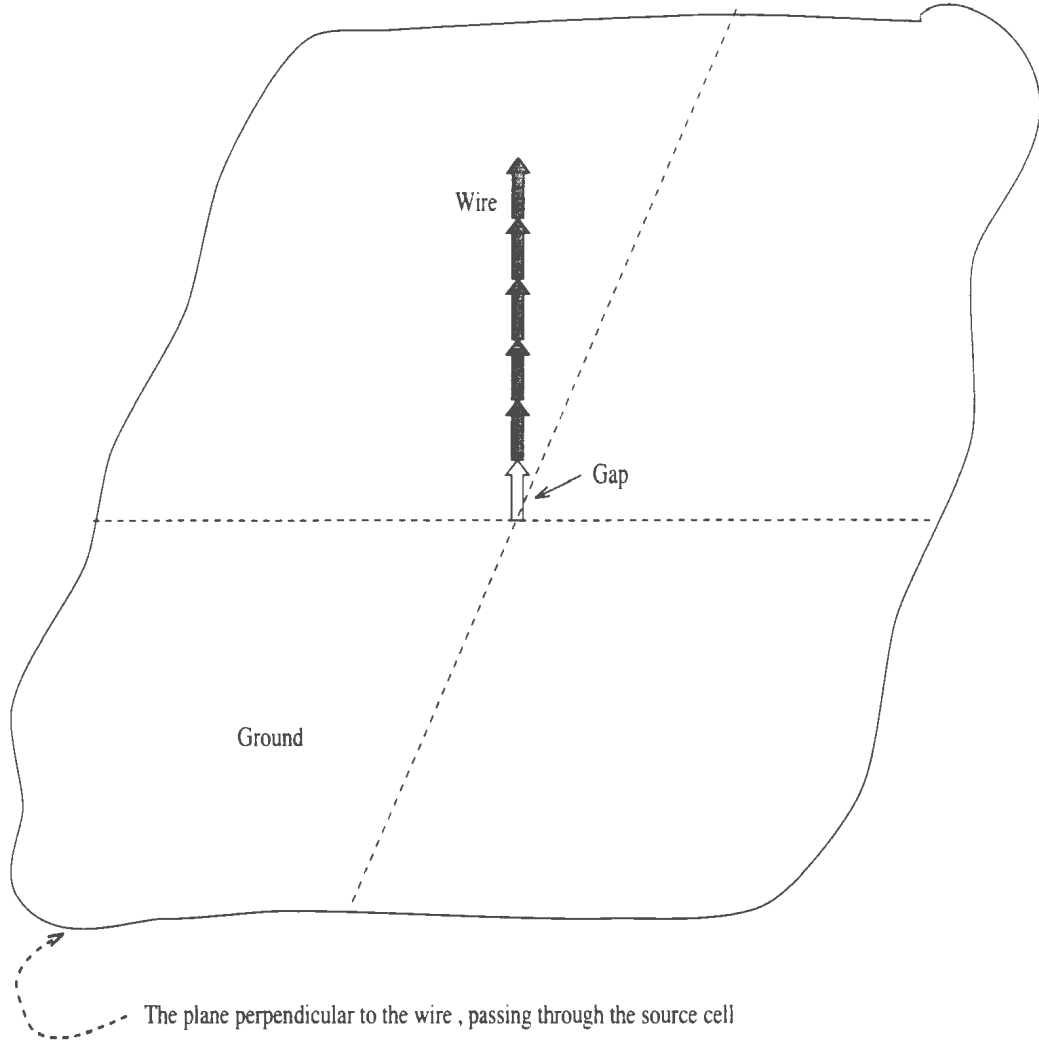 Wire
Gap
Ground
The plane perpendicular to the wire , passing through the source cell